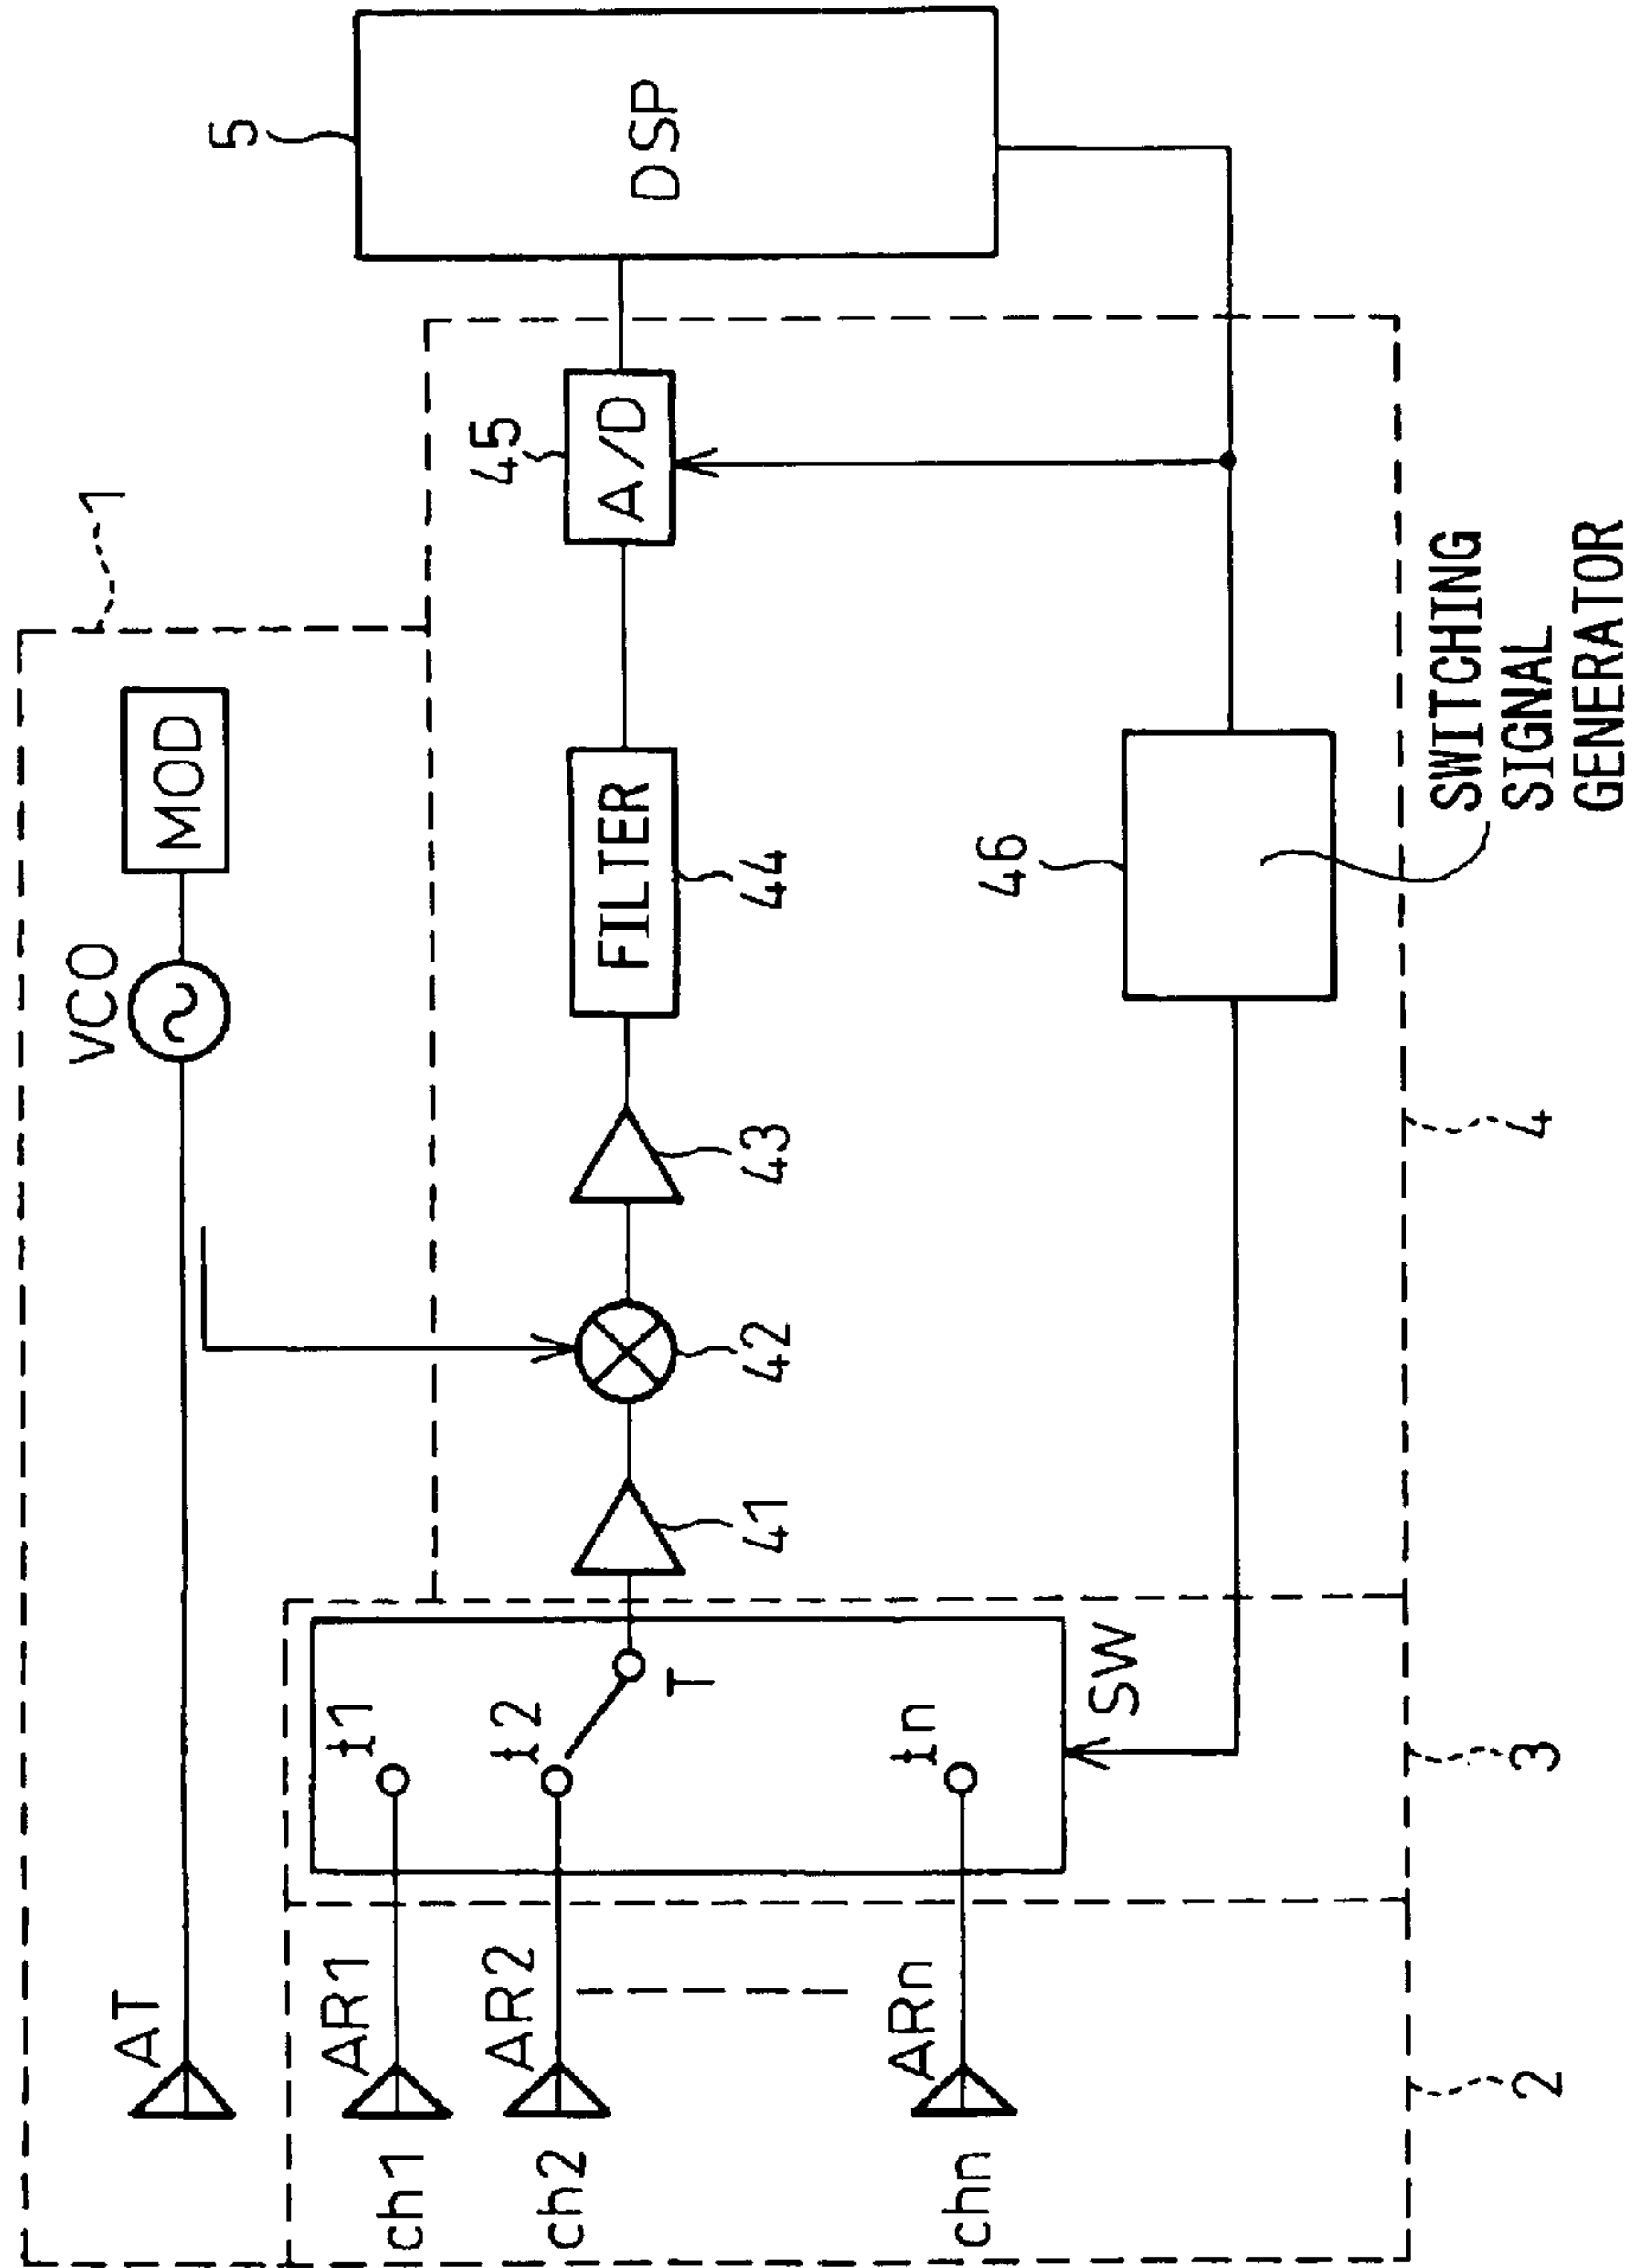 1
VCO
MOD
AT
5
DSP
45
A/D
FILTER
44
43
42
41
ch1
AR1
t1
ch2
AR2
t2
T
chn
ARn
tn
SW
46
SWITCHING
SIGNAL
GENERATOR
2
3
4